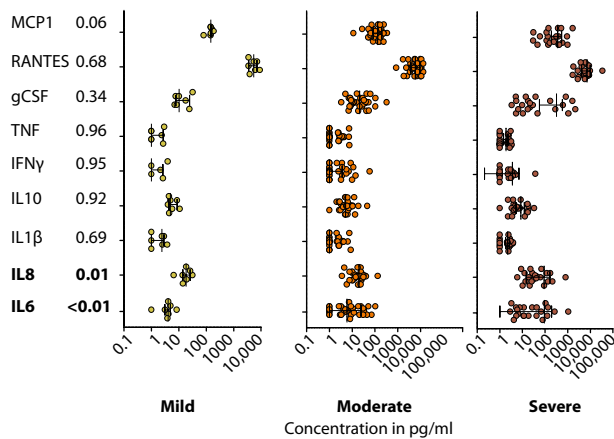 MCP1 0.06
RANTES 0.68
gCSF 0.34
TNF 0.96
IFNγ 0.95
IL10 0.92
IL1β 0.69
IL8 0.01
IL6 <0.01
0.1 1 10 100 1000 10,000
0.1 1 10 100 1000 10,000 100,000
0.1 1 10 100 1000 10,000 100,000
Mild Moderate Severe
Concentration in pg/ml